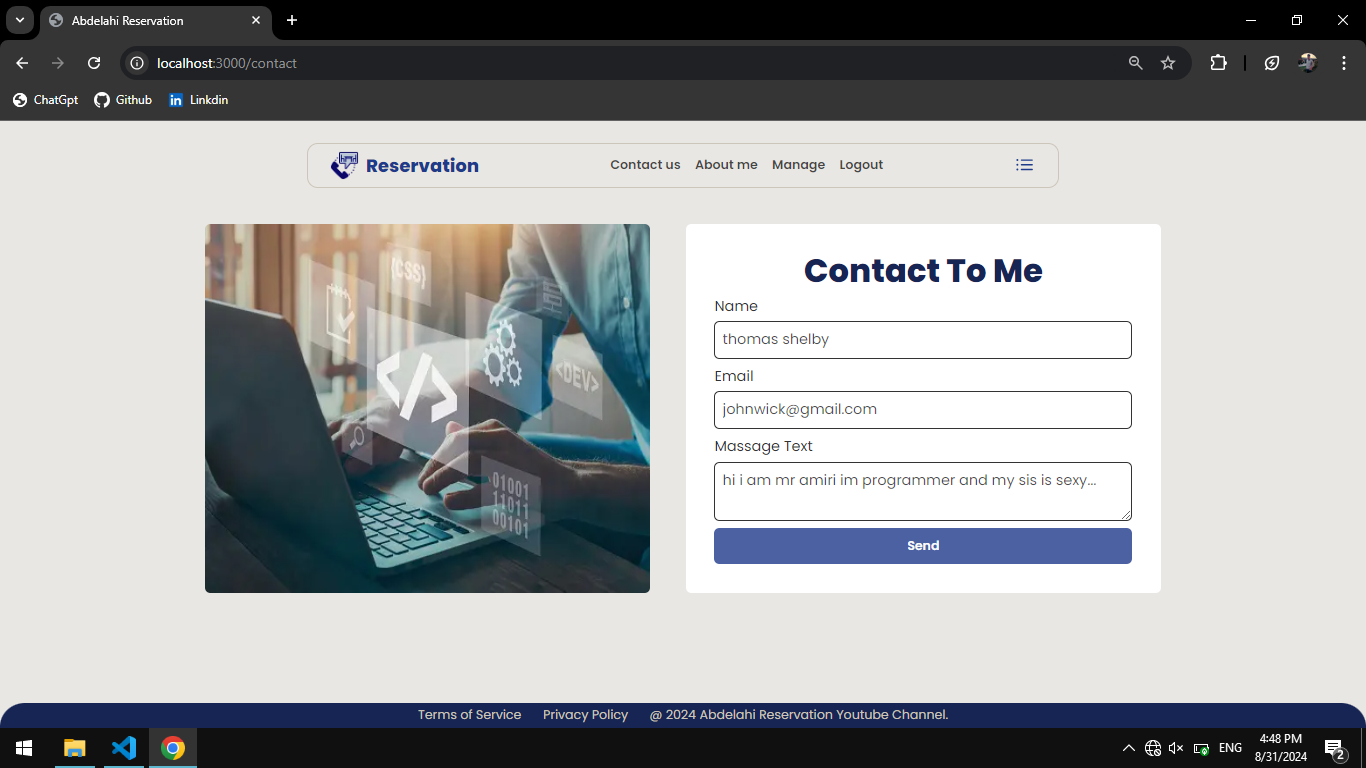 Abdelahi Reservation
localhost:3000/contact
ChatGpt Github Linkdin
Reservation Contact us About me Manage Logout
{CSS}
</>
<DEV>
01001
11011
00101
Contact To Me
Name
thomas shelby
Email
johnwick@gmail.com
Massage Text
hi i am mr amiri im programmer and my sis is sexy...
Send
Terms of Service Privacy Policy @ 2024 Abdelahi Reservation Youtube Channel.
ENG
4:48 PM
8/31/2024
2